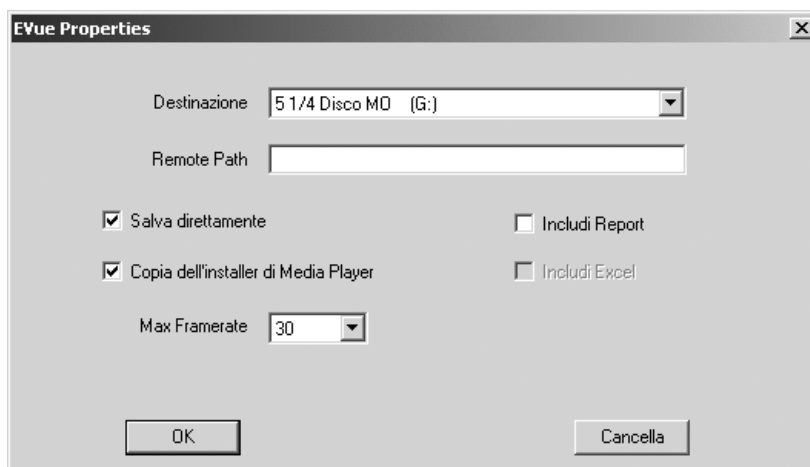 EVue Properties
Destinazione
5 1/4 Disco MO (G:)
Remote Path
Salva direttamente
Includi Report
Copia dell'installer di Media Player
Includi Excel
Max Framerate
30
OK
Cancella